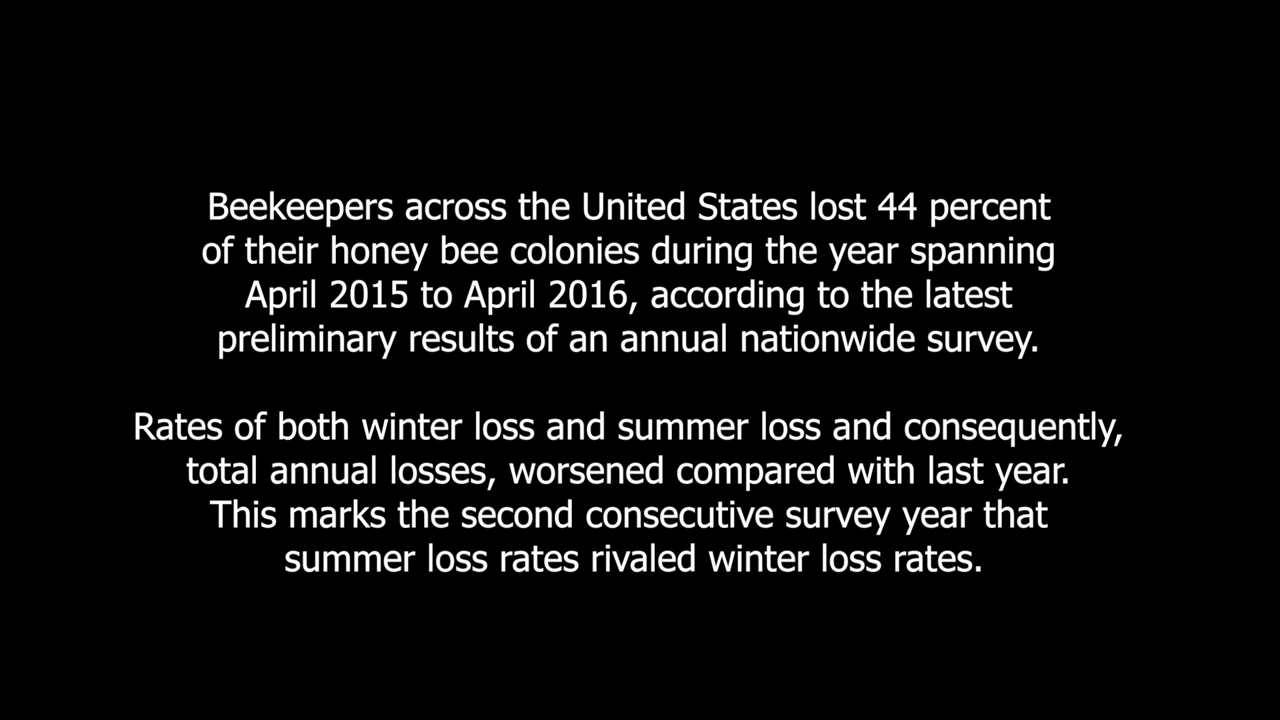 Beekeepers across the United States lost 44 percent
of their honey bee colonies during the year spanning
April 2015 to April 2016, according to the latest
preliminary results of an annual nationwide survey.
Rates of both winter loss and summer loss and consequently,
total annual losses, worsened compared with last year.
This marks the second consecutive survey year that
summer loss rates rivaled winter loss rates.